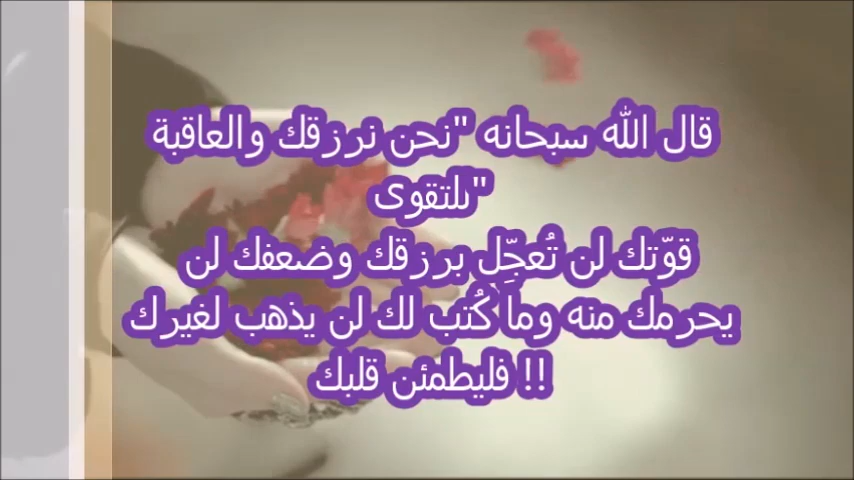 قال الله سبحانه "نحن نرزقك والعاقبة
للتقوى"
قوّتك لن تُعجِّل برزقك وضعفك لن
يحرمك منه وما كُتب لك لن يذهب لغيرك
فليطمئن قلبك !!